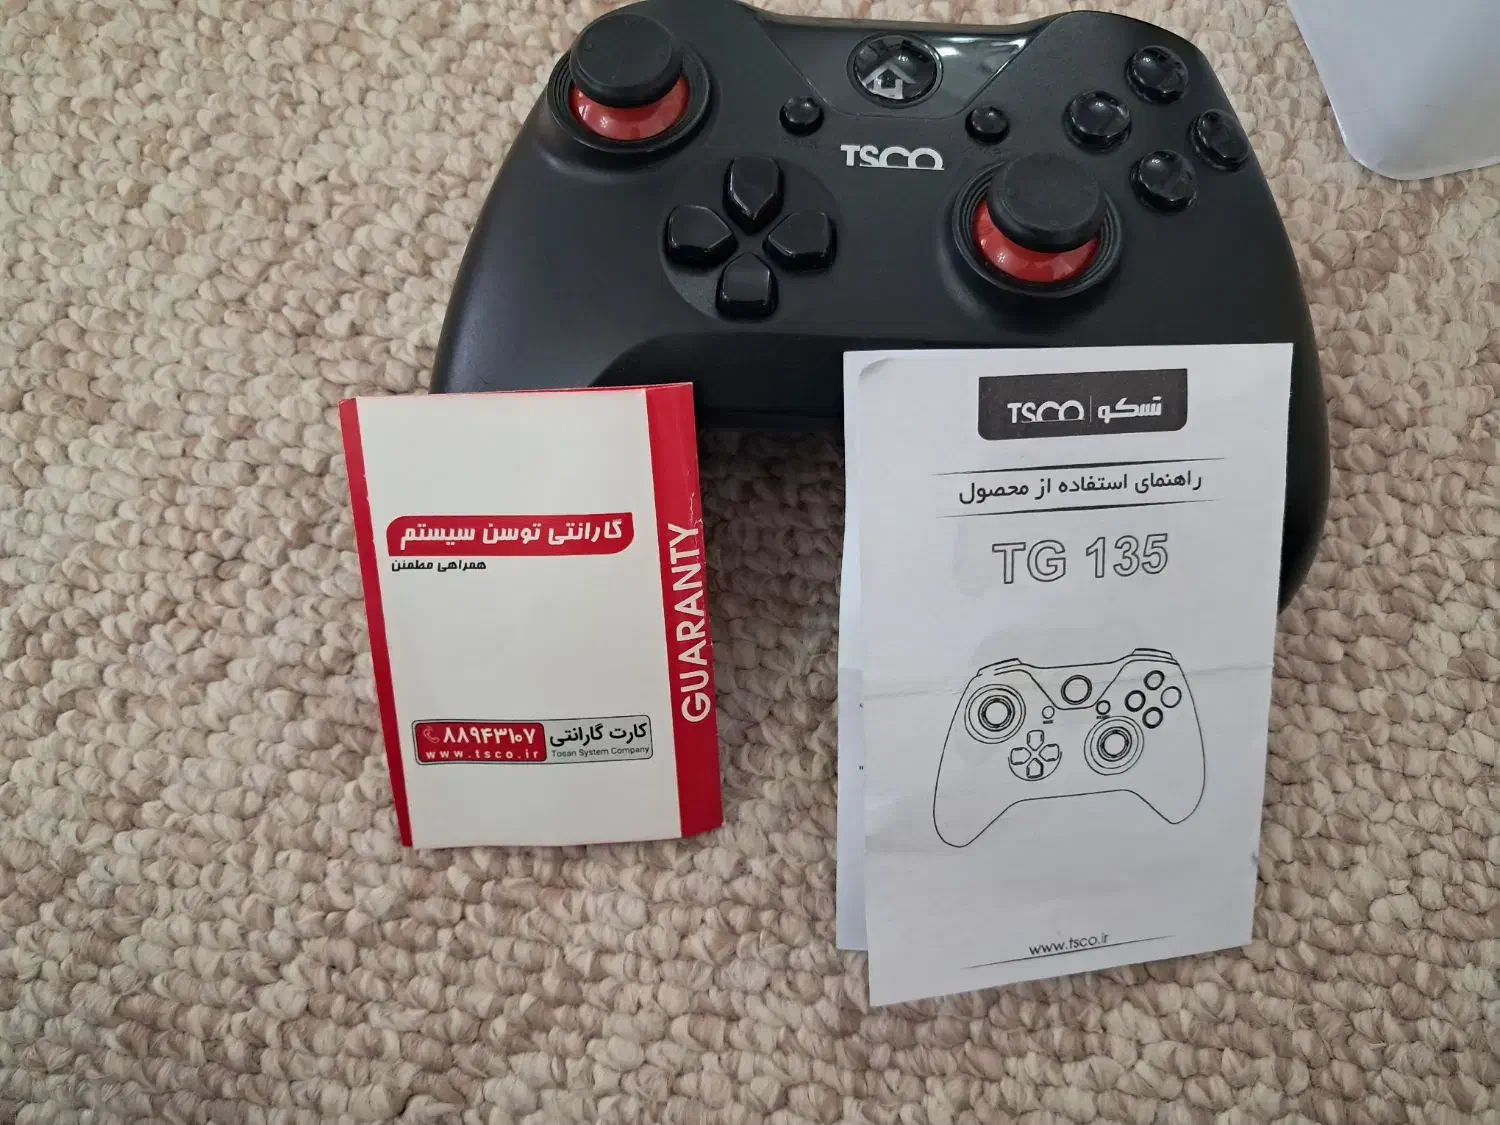 TSCO
گارانتی توسن سیستم
همراهی مطمئن
GUARANTY
کارت گارانتی ۸۸۹۴۳۱۰۷
Tosan System Company
www.tsco.ir
TSCO | تسکو
راهنمای استفاده از محصول
TG 135
www.tsco.ir